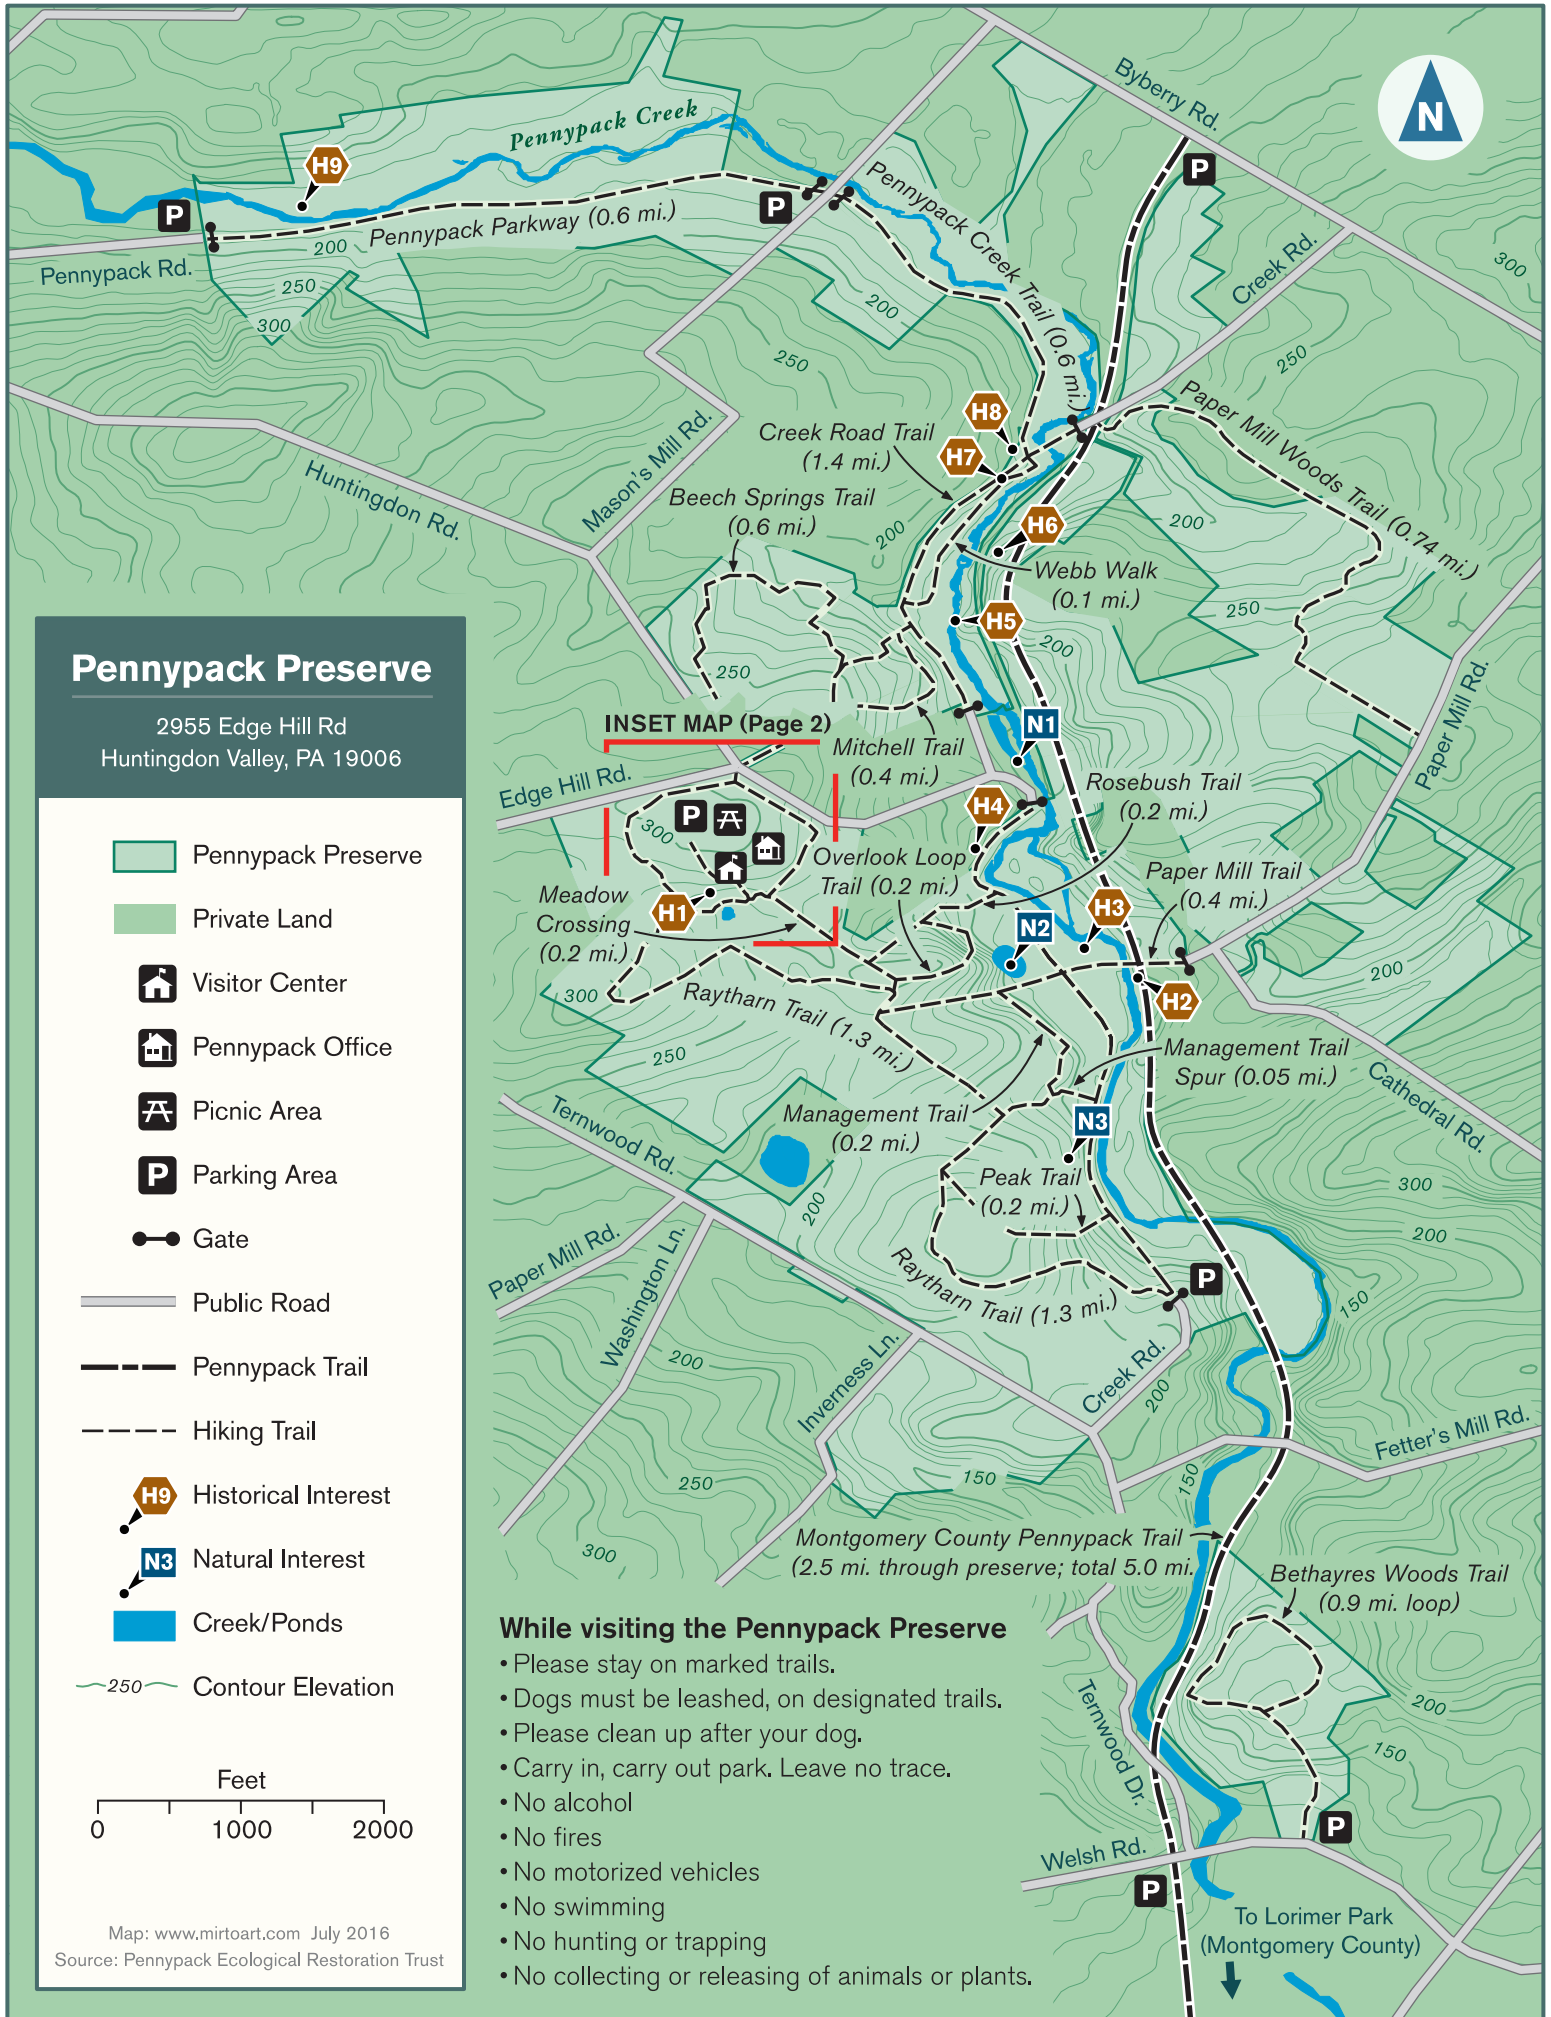 Byberry Rd.
N
Pennypack Creek
H9
P
P
P
Pennypack Creek Trail (0.6 mi.)
Pennypack Parkway (0.6 mi.)
Pennypack Rd.
200
250
300
200
Creek Rd.
300
250
250
Huntingdon Rd.
Mason's Mill Rd.
H8
H7
Creek Road Trail
(1.4 mi.)
Paper Mill Woods Trail (0.74 mi.)
Beech Springs Trail
(0.6 mi.)
200
H6
200
Webb Walk
(0.1 mi.)
250
H5
200
250
Paper Mill Rd.
N1
INSET MAP (Page 2)
Mitchell Trail
(0.4 mi.)
Edge Hill Rd.
Rosebush Trail
(0.2 mi.)
P
300
H4
Overlook Loop
Trail (0.2 mi.)
Paper Mill Trail
(0.4 mi.)
Meadow
Crossing
(0.2 mi.)
H1
H3
N2
200
300
Raytharn Trail (1.3 mi.)
H2
250
Management Trail
Spur (0.05 mi.)
Cathedral Rd.
Ternwood Rd.
Management Trail
(0.2 mi.)
N3
Peak Trail
(0.2 mi.)
300
200
200
Paper Mill Rd.
Washington Ln.
Raytharn Trail (1.3 mi.)
P
150
200
Inverness Ln.
Creek Rd.
200
Fetter's Mill Rd.
250
150
150
300
Montgomery County Pennypack Trail
(2.5 mi. through preserve; total 5.0 mi.
Bethayres Woods Trail
(0.9 mi. loop)
Ternwood Dr.
200
150
P
Welsh Rd.
P
To Lorimer Park
(Montgomery County)
Pennypack Preserve
2955 Edge Hill Rd
Huntingdon Valley, PA 19006
Pennypack Preserve
Private Land
Visitor Center
Pennypack Office
Picnic Area
P Parking Area
Gate
Public Road
Pennypack Trail
Hiking Trail
H9 Historical Interest
N3 Natural Interest
Creek/Ponds
250 Contour Elevation
Feet
0 1000 2000
Map: www.mirtoart.com July 2016
Source: Pennypack Ecological Restoration Trust
While visiting the Pennypack Preserve
• Please stay on marked trails.
• Dogs must be leashed, on designated trails.
• Please clean up after your dog.
• Carry in, carry out park. Leave no trace.
• No alcohol
• No fires
• No motorized vehicles
• No swimming
• No hunting or trapping
• No collecting or releasing of animals or plants.